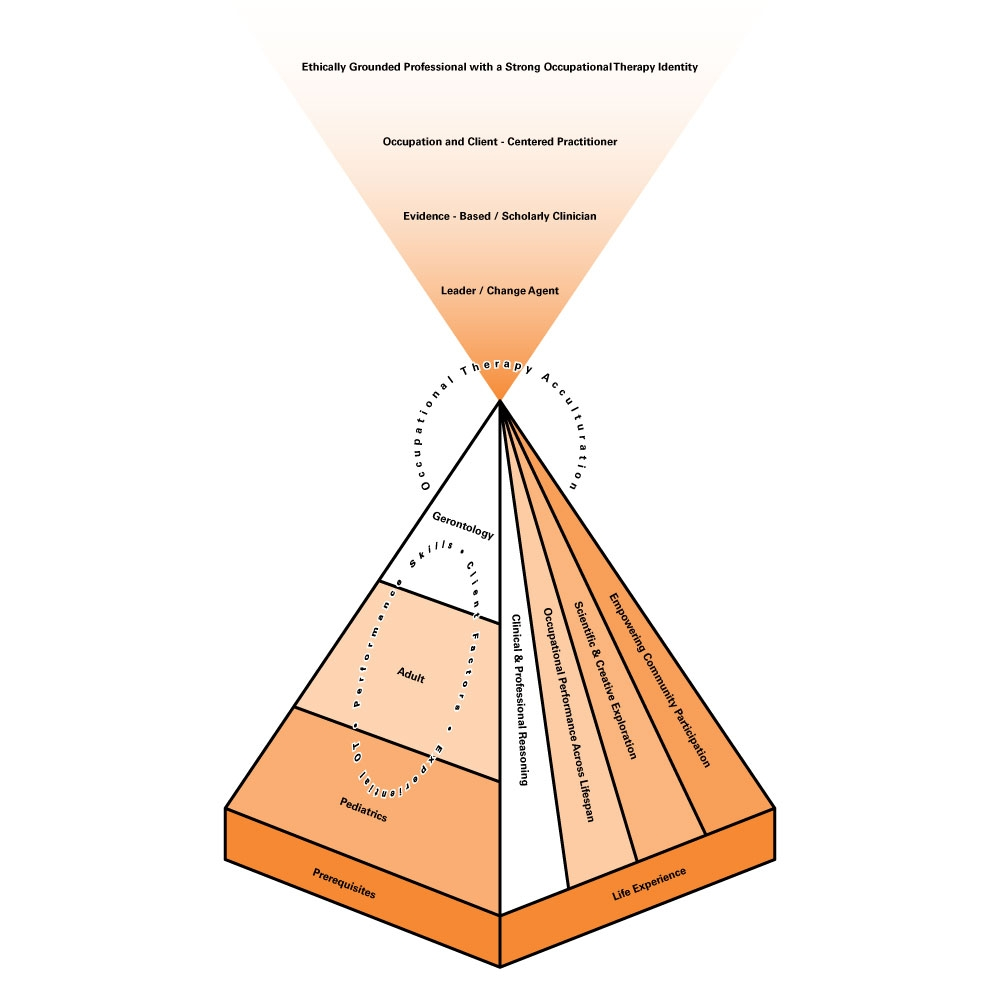 Ethically Grounded Professional with a Strong Occupational Therapy Identity
Occupation and Client - Centered Practitioner
Evidence - Based / Scholarly Clinician
Leader / Change Agent
Occupational Therapy Acculturation
Gerontology
Performance Skills • Client Factors • Experiential OT •
Adult
Pediatrics
Clinical & Professional Reasoning
Occupational Performance Across Lifespan
Scientific & Creative Exploration
Empowering Community Participation
Prerequisites
Life Experience